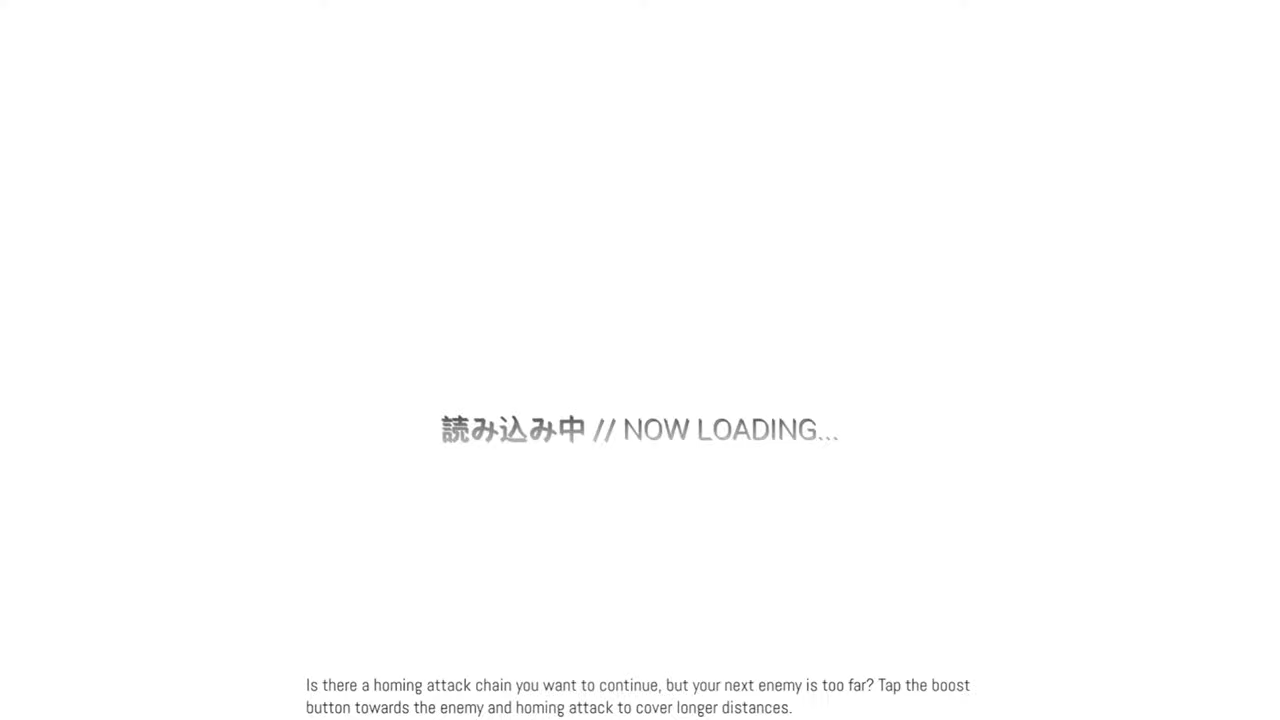 読み込み中 // NOW LOADING...
Is there a homing attack chain you want to continue, but your next enemy is too far? Tap the boost
button towards the enemy and homing attack to cover longer distances.